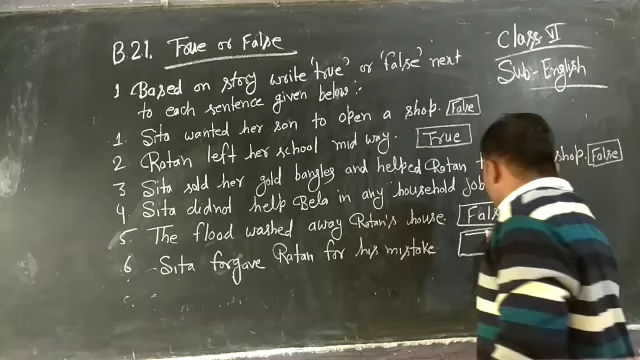 Class VI
Sub- English
B 21. True or False
1 Based on story write 'true' or 'false' next
to each sentence given below:
1. Sita wanted her son to open a shop. False
2 Ratan left her school mid way. True
3 Sita sold her gold bangles and helped Ratan shop. False
4. Sita didnot help Bela in any household job
5. The flood washed away Ratan's house. Fals
6 Sita forgave Ratan for his mistake